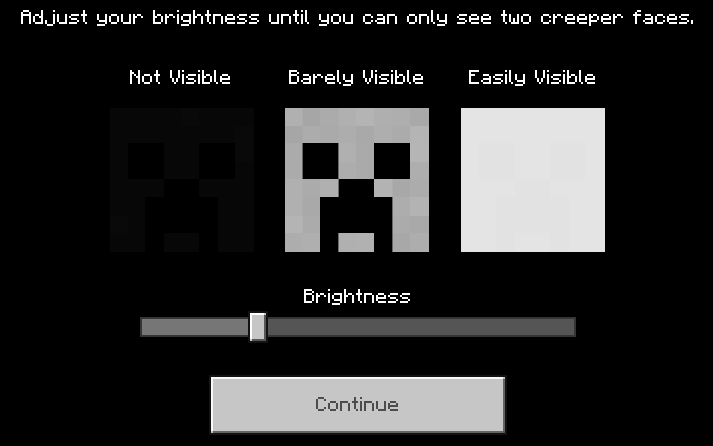 Adjust your brightness until you can only see two creeper faces.
Not Visible
Barely Visible
Easily Visible
Brightness
Continue